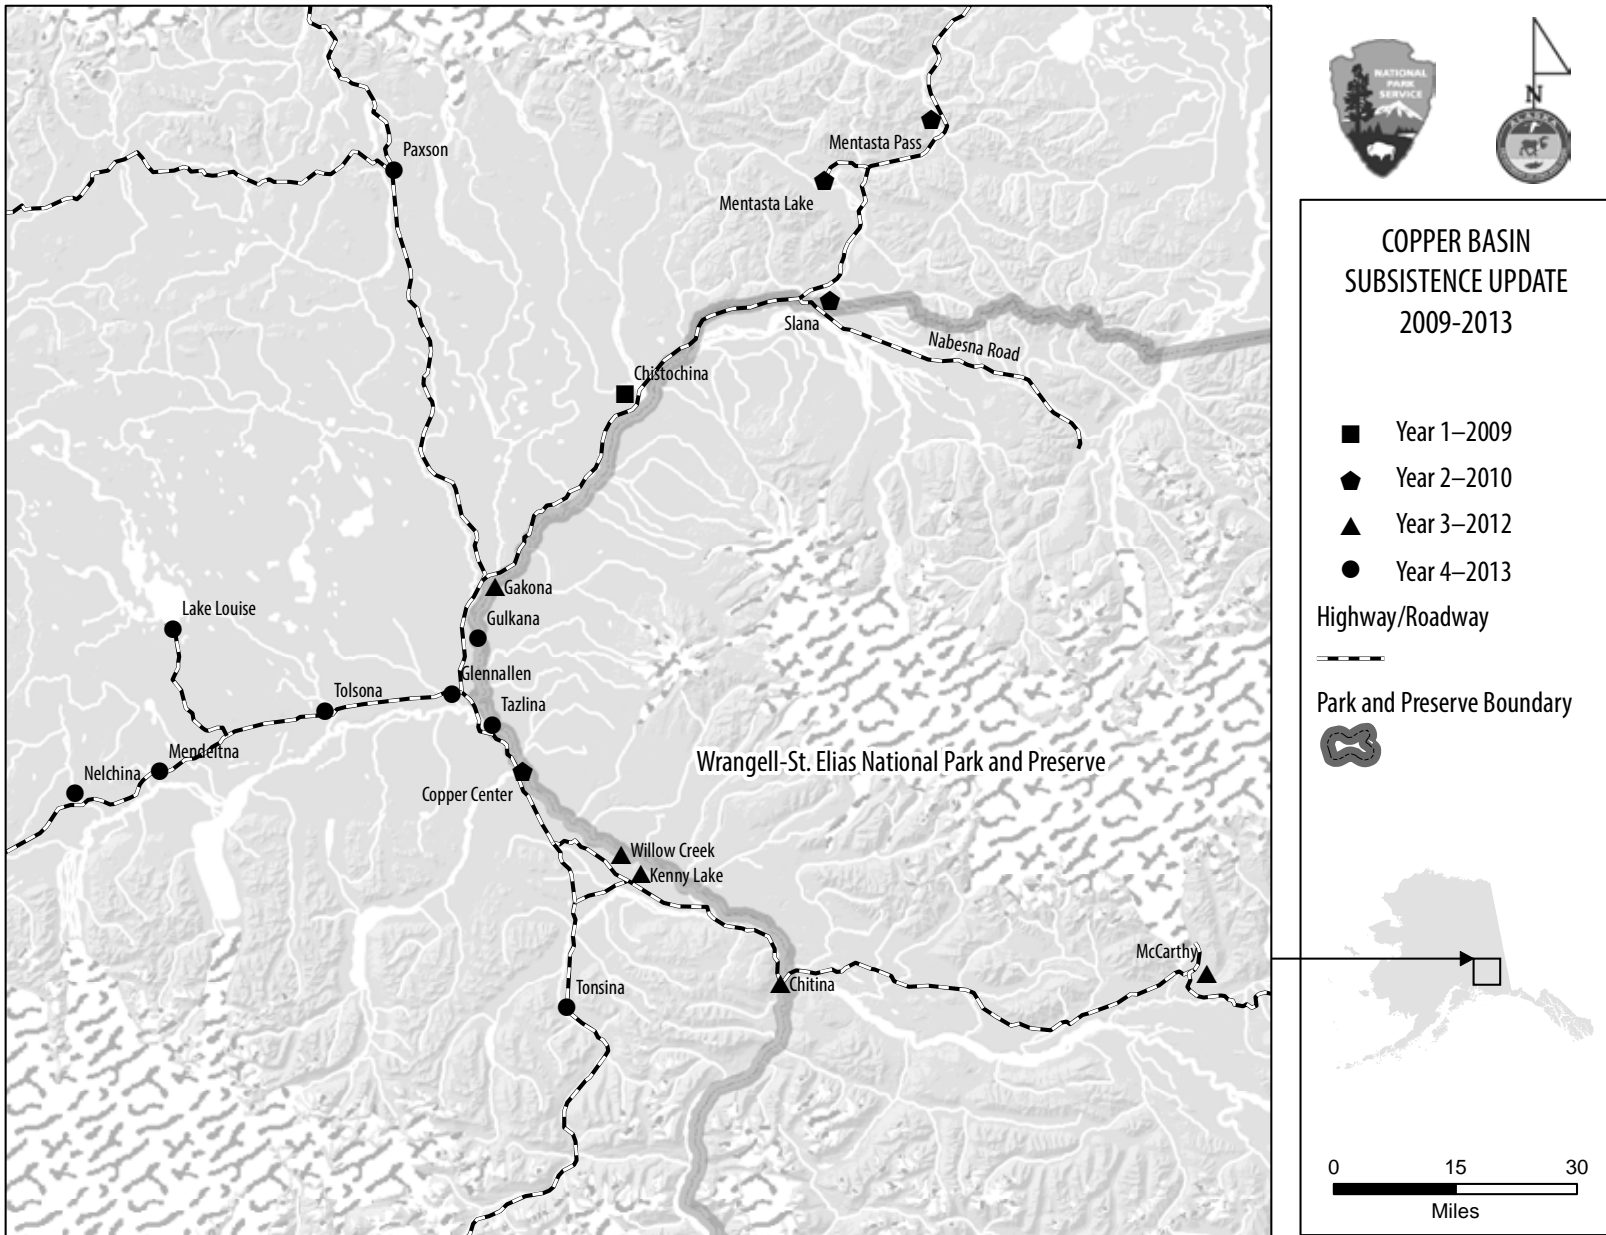 Paxson
Mentasta Pass
Mentasta Lake
Slana
Nabesna Road
Chistochina
Gakona
Lake Louise
Gulkana
Glennallen
Tolsona
Tazlina
Mendeltna
Nelchina
Wrangell-St. Elias National Park and Preserve
Copper Center
Willow Creek
Kenny Lake
McCarthy
Chitina
Tonsina
NATIONAL
PARK
SERVICE
N
ALASKA
COPPER BASIN
SUBSISTENCE UPDATE
2009-2013
Year 1–2009
Year 2–2010
Year 3–2012
Year 4–2013
Highway/Roadway
Park and Preserve Boundary
0 15 30
Miles